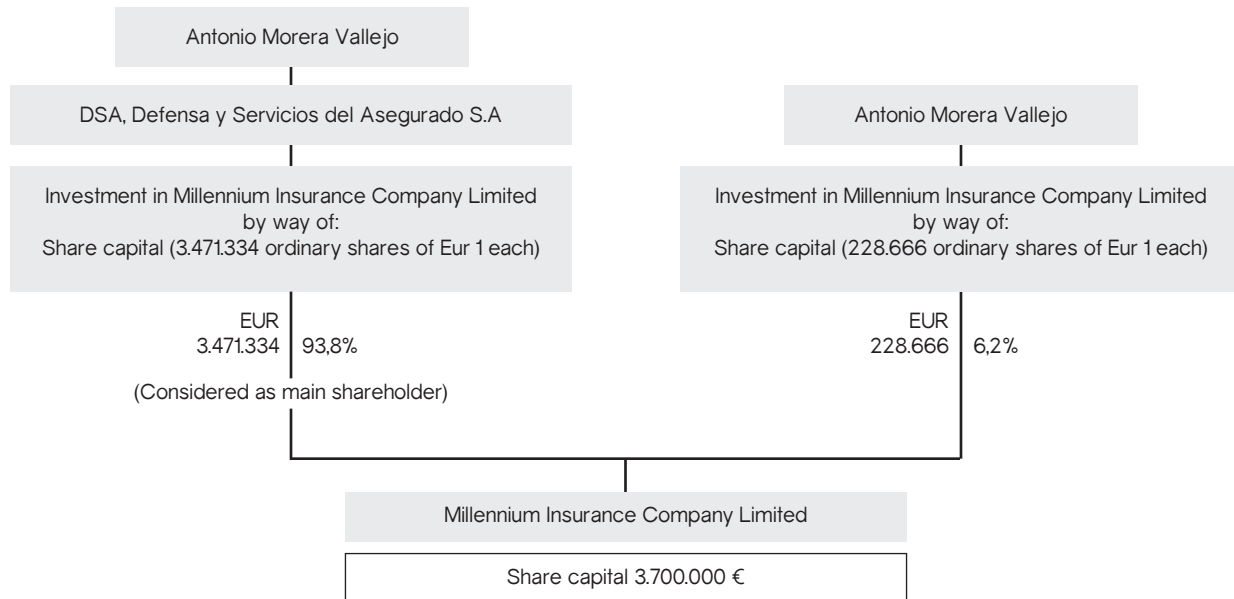 Antonio Morera Vallejo
DSA, Defensa y Servicios del Asegurado S.A
Investment in Millennium Insurance Company Limited
by way of:
Share capital (3.471.334 ordinary shares of Eur 1 each)
EUR
3.471.334
93,8%
(Considered as main shareholder)
Antonio Morera Vallejo
Investment in Millennium Insurance Company Limited
by way of:
Share capital (228.666 ordinary shares of Eur 1 each)
EUR
228.666
6,2%
Millennium Insurance Company Limited
Share capital 3.700.000 €